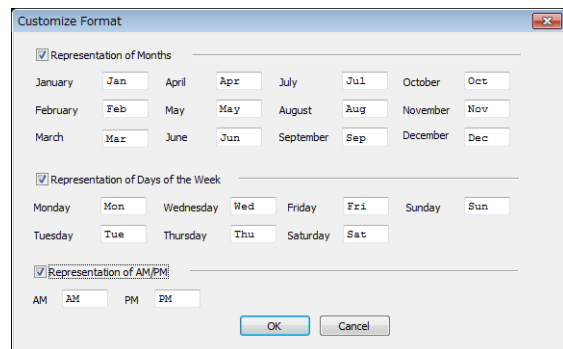 Customize Format
Representation of Months
January Jan April Apr July Jul October Oct
February Feb May May August Aug November Nov
March Mar June Jun September Sep December Dec
Representation of Days of the Week
Monday Mon Wednesday Wed Friday Fri Sunday Sun
Tuesday Tue Thursday Thu Saturday Sat
Representation of AM/PM
AM AM PM PM
OK Cancel